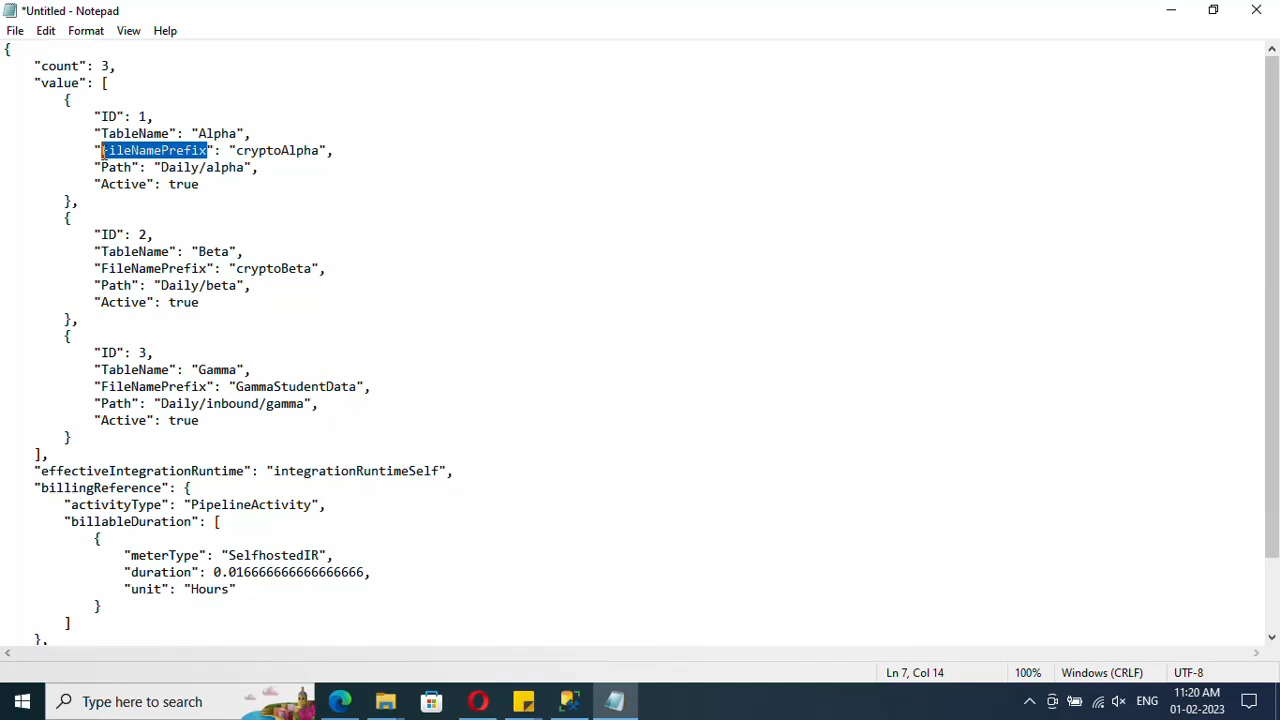 *Untitled - Notepad
File Edit Format View Help
{
"count": 3,
"value": [
{
"ID": 1,
"TableName": "Alpha",
"FileNamePrefix": "cryptoAlpha",
"Path": "Daily/alpha",
"Active": true
},
{
"ID": 2,
"TableName": "Beta",
"FileNamePrefix": "cryptoBeta",
"Path": "Daily/beta",
"Active": true
},
{
"ID": 3,
"TableName": "Gamma",
"FileNamePrefix": "GammaStudentData",
"Path": "Daily/inbound/gamma",
"Active": true
}
],
"effectiveIntegrationRuntime": "integrationRuntimeSelf",
"billingReference": {
"activityType": "PipelineActivity",
"billableDuration": [
{
"meterType": "SelfhostedIR",
"duration": 0.016666666666666666,
"unit": "Hours"
}
]
},
Ln 7, Col 14 100% Windows (CRLF) UTF-8
Type here to search ENG 11:20 AM
01-02-2023